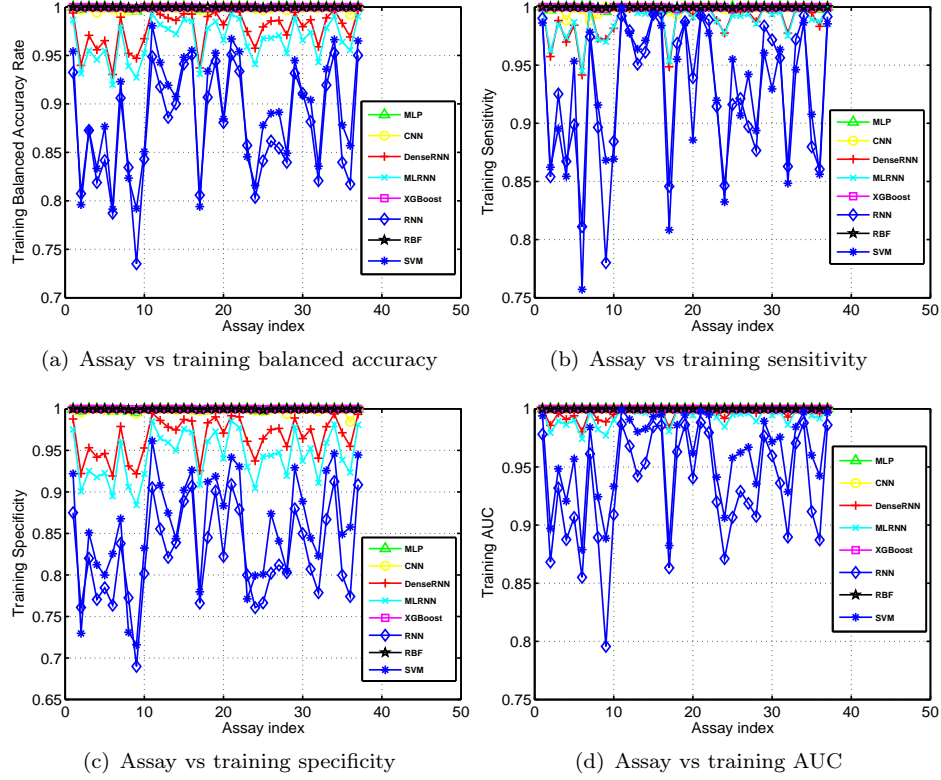 1
0.95
0.9
0.85
0.8
0.75
0.7
0 10 20 30 40 50
Training Balanced Accuracy Rate
Assay index
MLP
CNN
DenseRNN
MLRNN
XGBoost
RNN
RBF
SVM
(a) Assay vs training balanced accuracy
1
0.95
0.9
0.85
0.8
0.75
0 10 20 30 40 50
Training Sensitivity
Assay index
MLP
CNN
DenseRNN
MLRNN
XGBoost
RNN
RBF
SVM
(b) Assay vs training sensitivity
1
0.95
0.9
0.85
0.8
0.75
0.7
0.65
0 10 20 30 40 50
Training Specificity
Assay index
MLP
CNN
DenseRNN
MLRNN
XGBoost
RNN
RBF
SVM
(c) Assay vs training specificity
1
0.95
0.9
0.85
0.8
0.75
0 10 20 30 40 50
Training AUC
Assay index
MLP
CNN
DenseRNN
MLRNN
XGBoost
RNN
RBF
SVM
(d) Assay vs training AUC